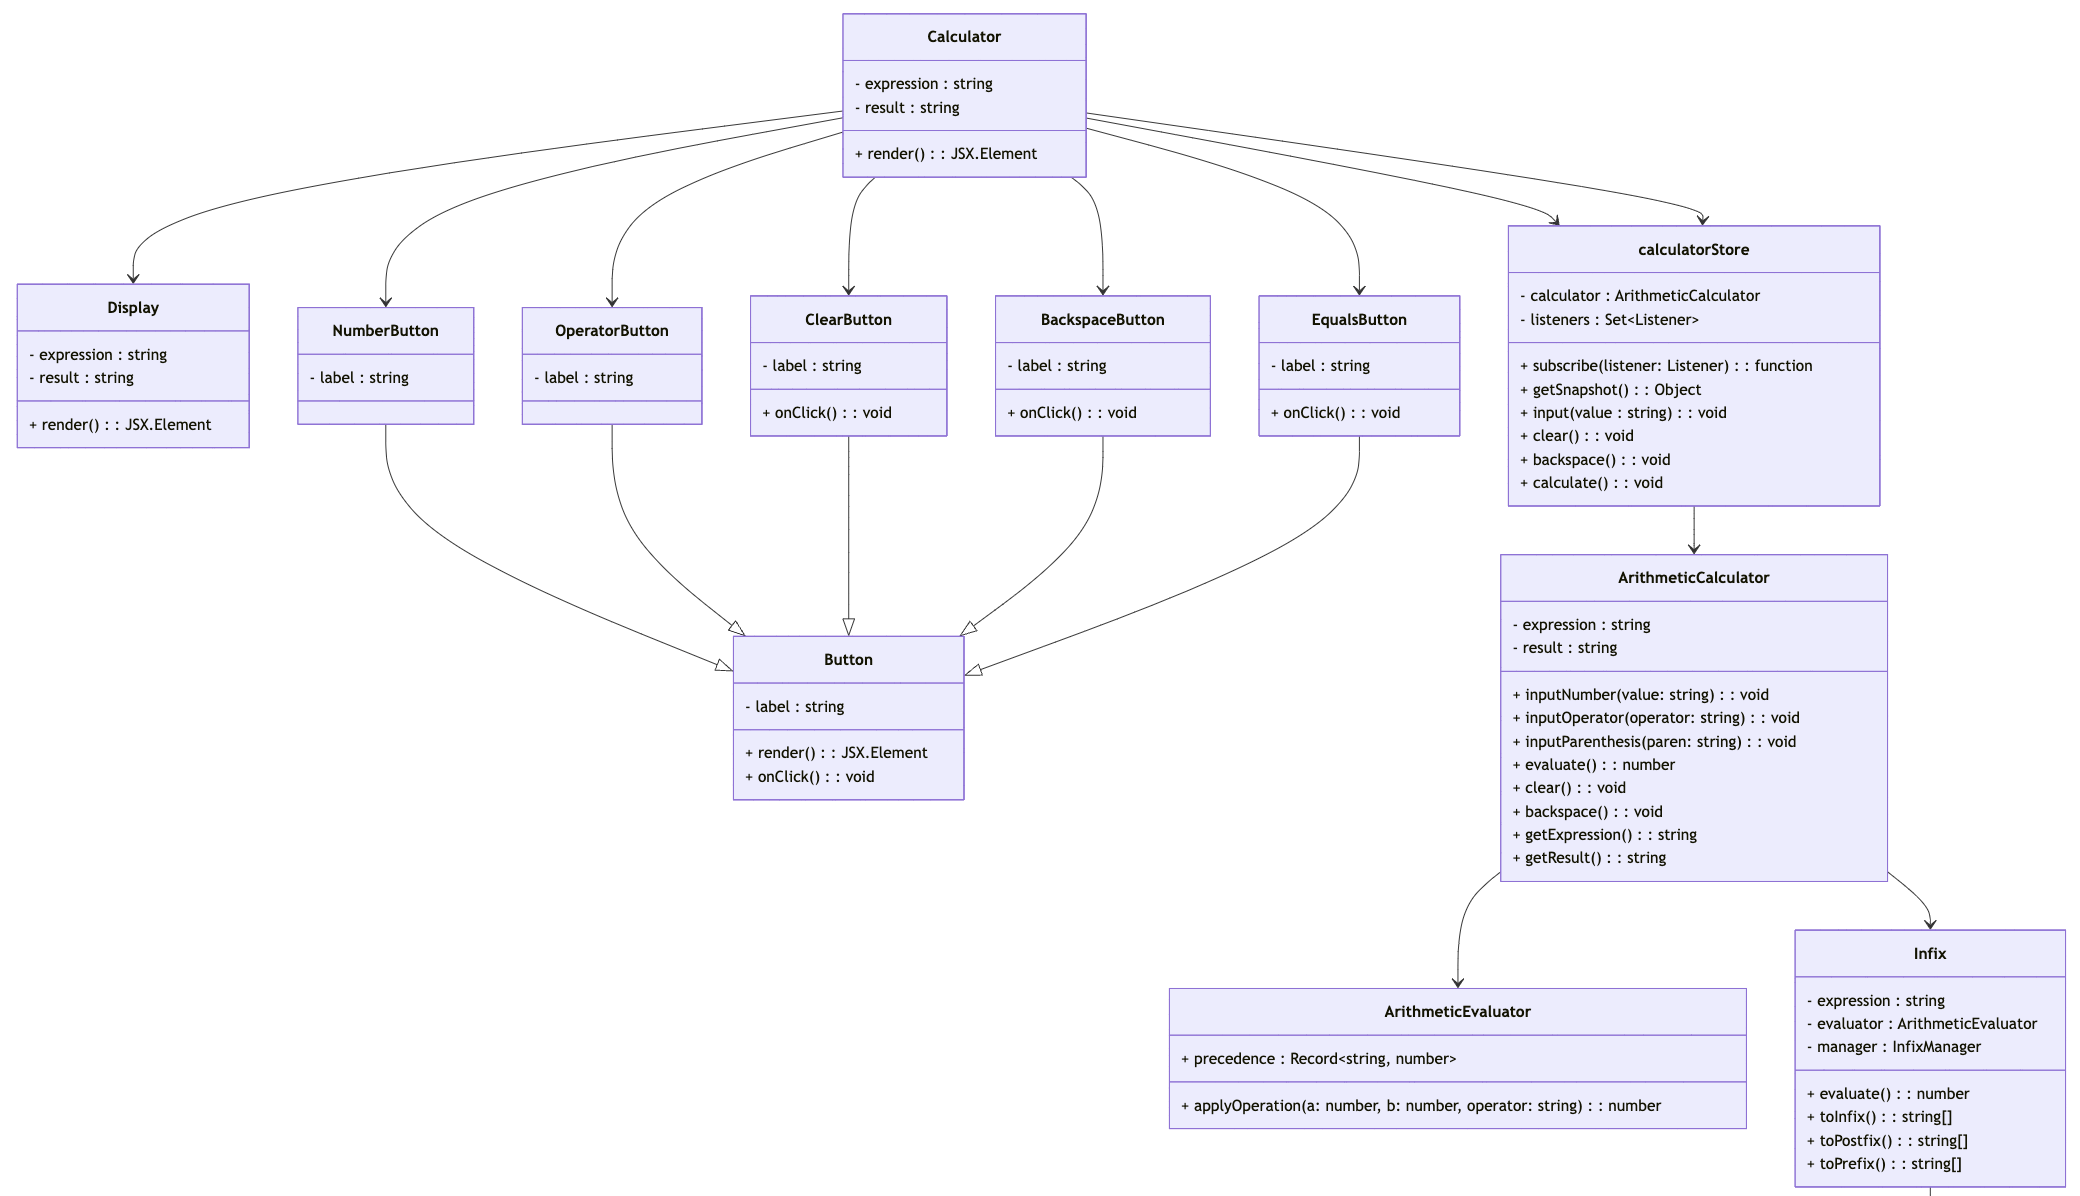 Calculator
- expression : string
- result : string
+ render() : : JSX.Element
Display
- expression : string
- result : string
+ render() : : JSX.Element
NumberButton
- label : string
OperatorButton
- label : string
ClearButton
- label : string
+ onClick() : : void
BackspaceButton
- label : string
+ onClick() : : void
EqualsButton
- label : string
+ onClick() : : void
calculatorStore
- calculator : ArithmeticCalculator
- listeners : Set<Listener>
+ subscribe(listener: Listener) : : function
+ getSnapshot() : : Object
+ input(value : string) : : void
+ clear() : : void
+ backspace() : : void
+ calculate() : : void
Button
- label : string
+ render() : : JSX.Element
+ onClick() : : void
ArithmeticCalculator
- expression : string
- result : string
+ inputNumber(value: string) : : void
+ inputOperator(operator: string) : : void
+ inputParenthesis(paren: string) : : void
+ evaluate() : : number
+ clear() : : void
+ backspace() : : void
+ getExpression() : : string
+ getResult() : : string
ArithmeticEvaluator
+ precedence : Record<string, number>
+ applyOperation(a: number, b: number, operator: string) : : number
Infix
- expression : string
- evaluator : ArithmeticEvaluator
- manager : InfixManager
+ evaluate() : : number
+ toInfix() : : string[]
+ toPostfix() : : string[]
+ toPrefix() : : string[]